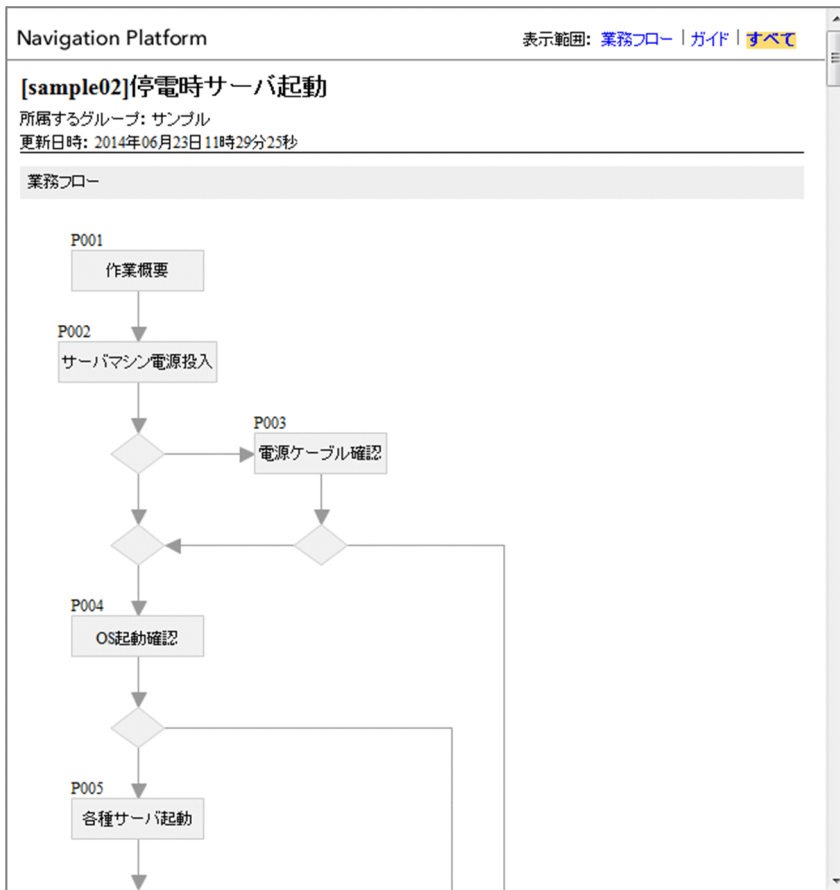 Navigation Platform
表示範囲: 業務フロー | ガイド | すべて
[sample02]停電時サーバ起動
所属するグループ: サンプル
更新日時: 2014年06月23日11時29分25秒
業務フロー
P001
作業概要
P002
サーバマシン電源投入
P003
電源ケーブル確認
P004
OS起動確認
P005
各種サーバ起動